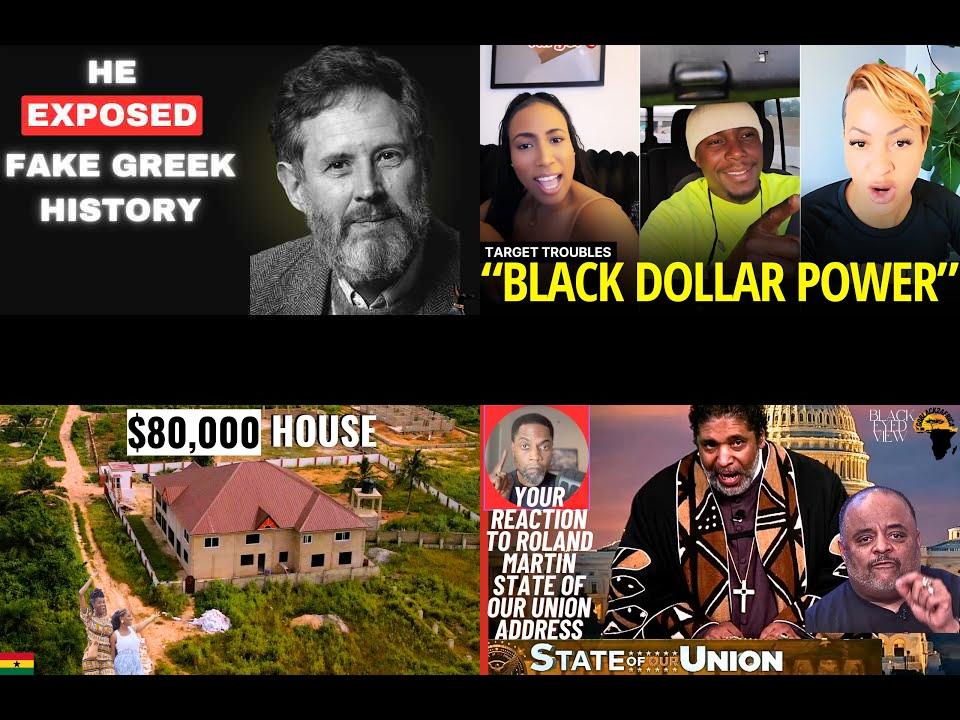 HE
EXPOSED
FAKE GREEK
HISTORY
TARGET TROUBLES
“BLACK DOLLAR POWER”
$80,000 HOUSE
BLACK
EYED
VIEW
YOUR
REACTION
TO ROLAND
MARTIN
STATE OF
OUR UNION
ADDRESS
STATE OF OUR UNION